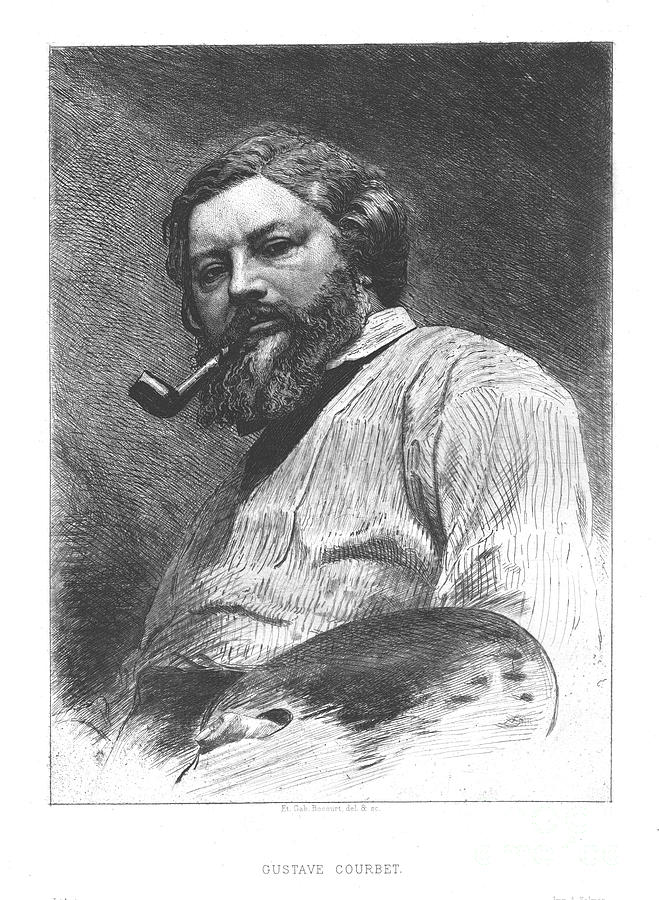 Et. Gab. Bocourt, del. & sc.
GUSTAVE COURBET.